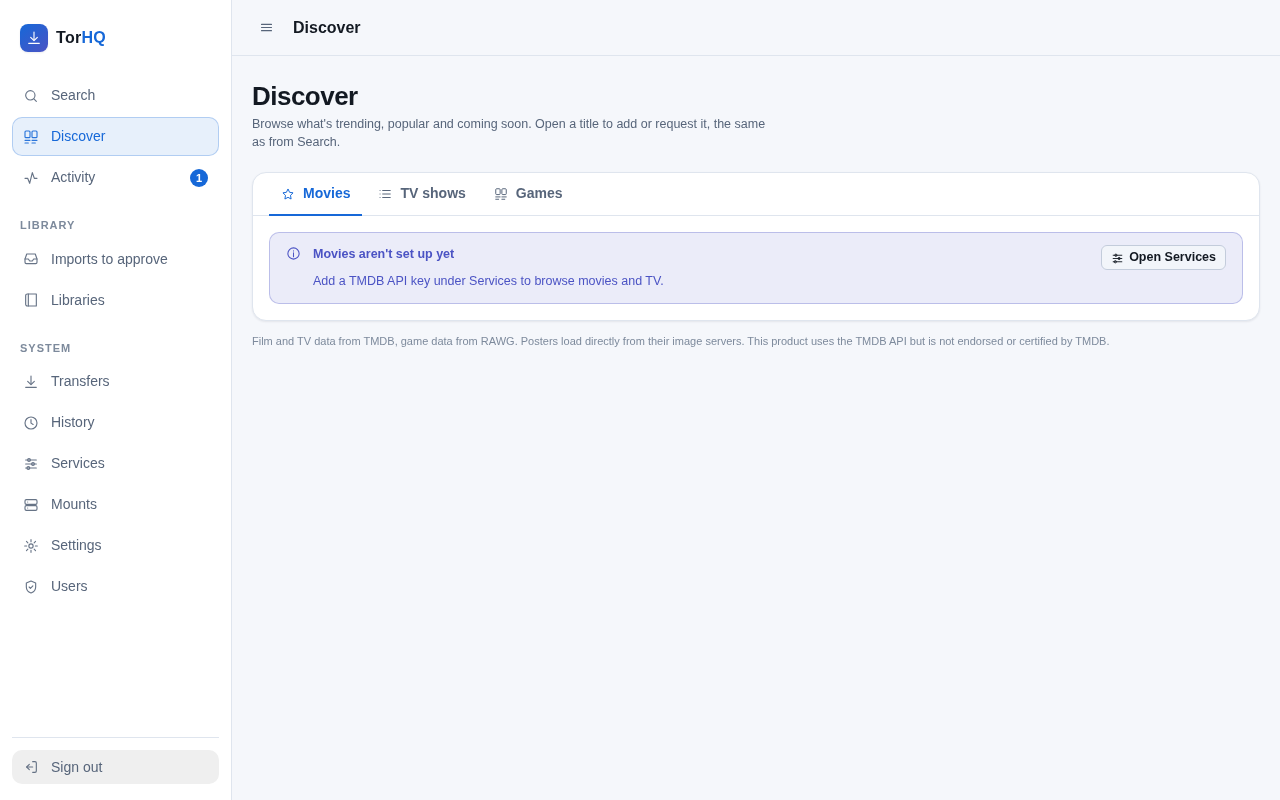 TorHQ
Search
Discover
Activity
1
LIBRARY
Imports to approve
Libraries
SYSTEM
Transfers
History
Services
Mounts
Settings
Users
Sign out
Discover
Discover
Browse what's trending, popular and coming soon. Open a title to add or request it, the same
as from Search.
Movies
TV shows
Games
Movies aren't set up yet
Add a TMDB API key under Services to browse movies and TV.
Open Services
Film and TV data from TMDB, game data from RAWG. Posters load directly from their image servers. This product uses the TMDB API but is not endorsed or certified by TMDB.